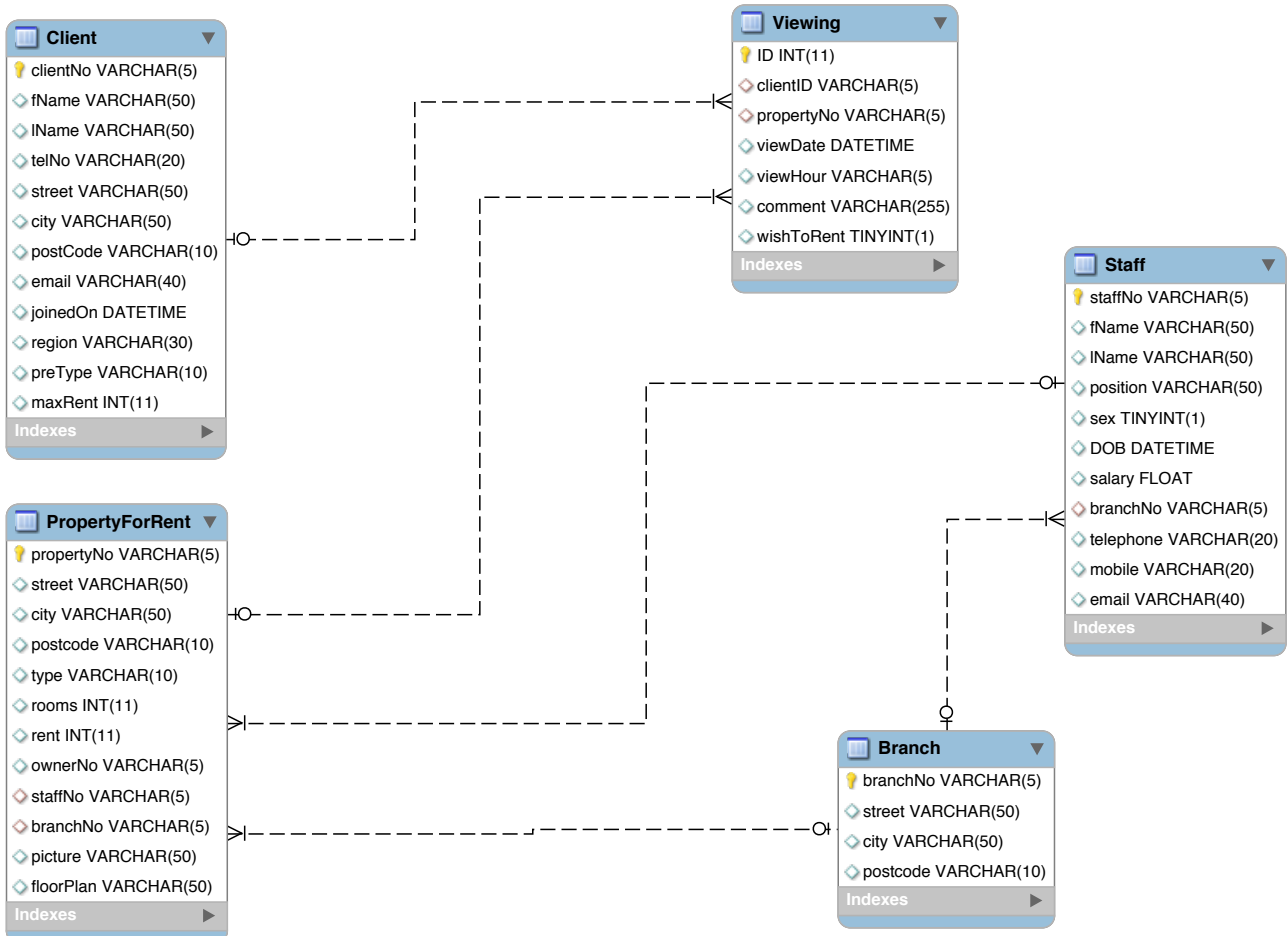 Client
clientNo VARCHAR(5)
fName VARCHAR(50)
lName VARCHAR(50)
telNo VARCHAR(20)
street VARCHAR(50)
city VARCHAR(50)
postCode VARCHAR(10)
email VARCHAR(40)
joinedOn DATETIME
region VARCHAR(30)
preType VARCHAR(10)
maxRent INT(11)
Indexes
Viewing
ID INT(11)
clientID VARCHAR(5)
propertyNo VARCHAR(5)
viewDate DATETIME
viewHour VARCHAR(5)
comment VARCHAR(255)
wishToRent TINYINT(1)
Indexes
Staff
staffNo VARCHAR(5)
fName VARCHAR(50)
lName VARCHAR(50)
position VARCHAR(50)
sex TINYINT(1)
DOB DATETIME
salary FLOAT
branchNo VARCHAR(5)
telephone VARCHAR(20)
mobile VARCHAR(20)
email VARCHAR(40)
Indexes
PropertyForRent
propertyNo VARCHAR(5)
street VARCHAR(50)
city VARCHAR(50)
postcode VARCHAR(10)
type VARCHAR(10)
rooms INT(11)
rent INT(11)
ownerNo VARCHAR(5)
staffNo VARCHAR(5)
branchNo VARCHAR(5)
picture VARCHAR(50)
floorPlan VARCHAR(50)
Indexes
Branch
branchNo VARCHAR(5)
street VARCHAR(50)
city VARCHAR(50)
postcode VARCHAR(10)
Indexes